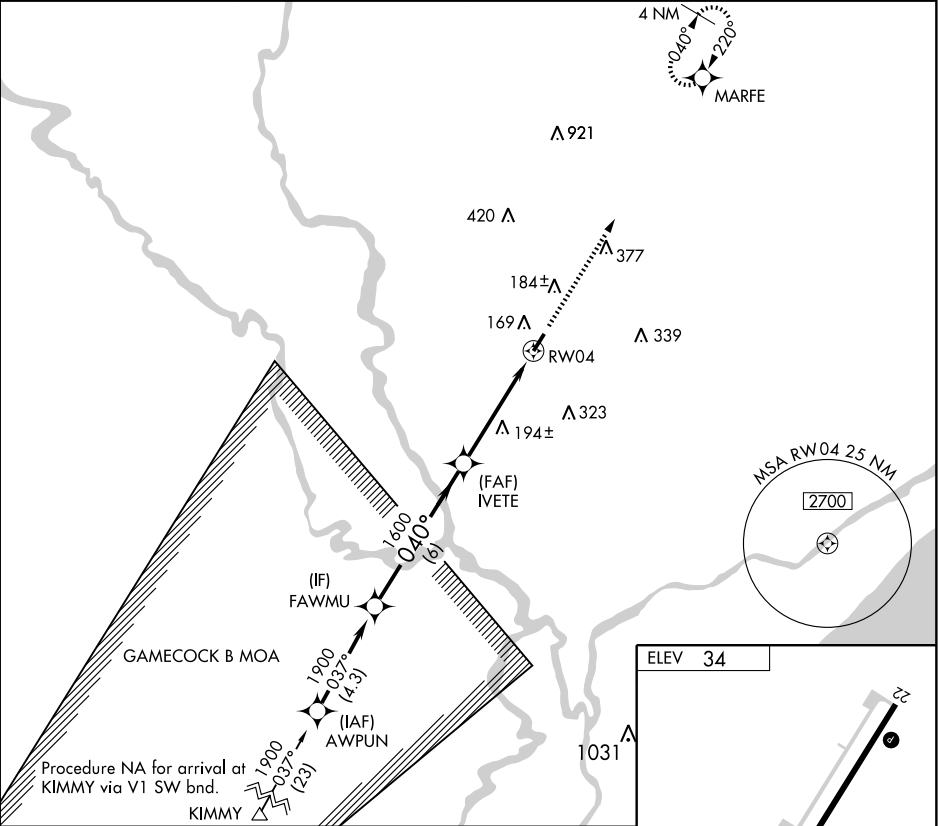 4 NM
040°
220°
MARFE
921
420
377
184±
169
339
RW04
323
194±
(FAF)
IVETE
MSA RW04 25 NM
2700
1600
040°
(6)
(IF)
FAWMU
GAMECOCK B MOA
1900
037°
(4.3)
(IAF)
AWPUN
ELEV 34
22
P
1031
Procedure NA for arrival at
KIMMY via V1 SW bnd.
1900
037°
(23)
KIMMY